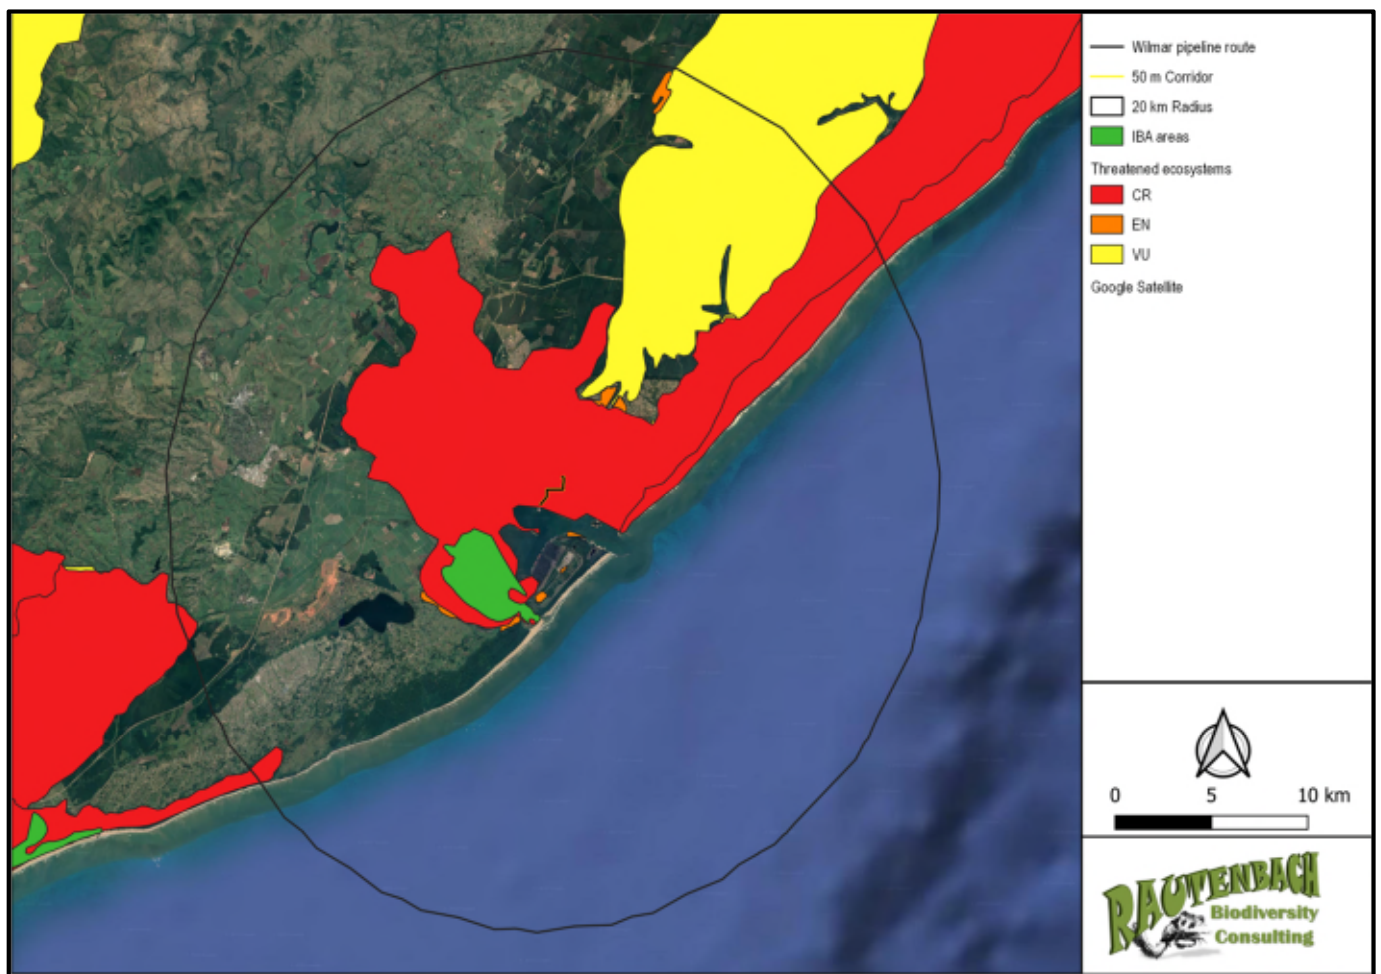 Wilmar pipeline route
50 m Corridor
20 km Radius
IBA areas
Threatened ecosystems
CR
EN
VU
Google Satellite
0 5 10 km
RAUTENBACH
Biodiversity
Consulting